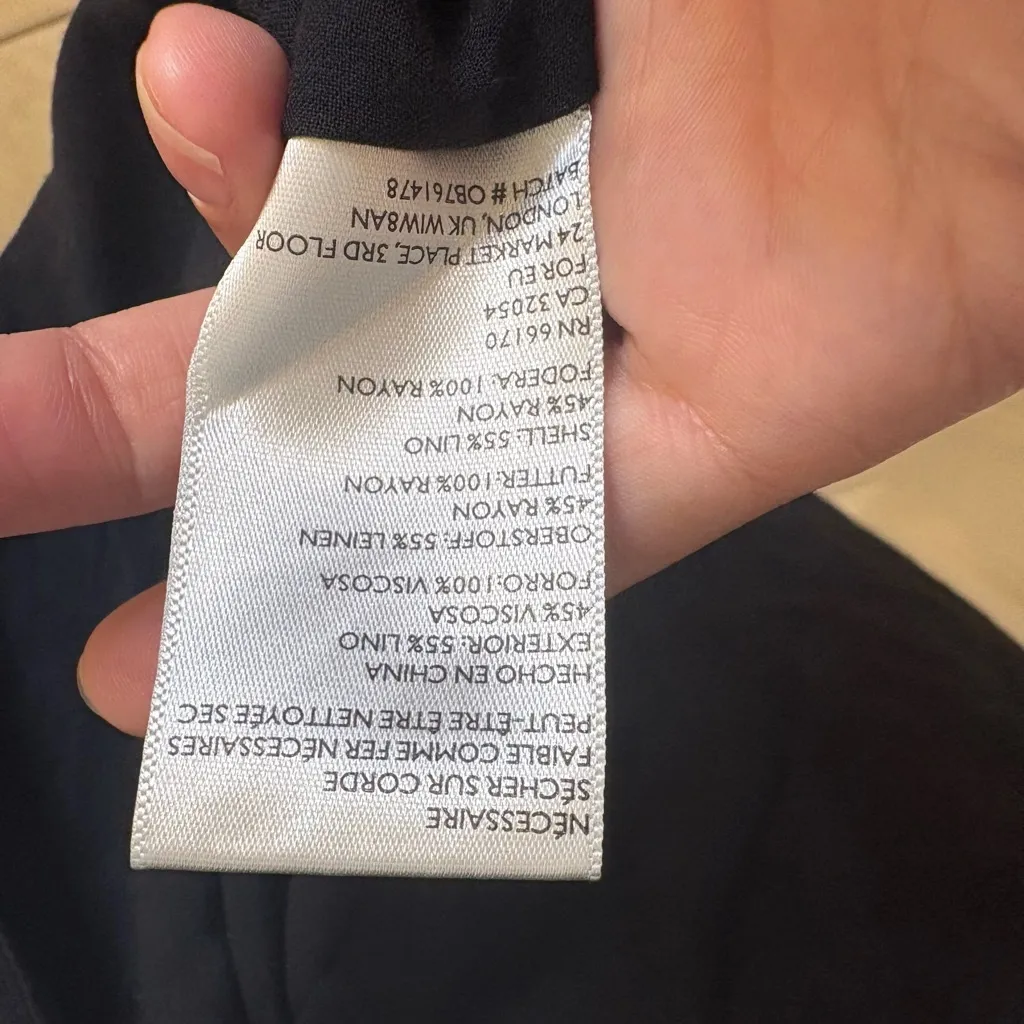 NÉCESSAIRE
SÉCHER SUR CORDE
FAIBLE COMME FER NÉCESSAIRES
PEUT-ÊTRE ÊTRE NETTOYÉE SEC
HECHO EN CHINA
EXTERIOR: 55% LINO
45% VISCOSA
FORRO:100% VISCOSA
OBERSTOFF: 55% LEINEN
45% RAYON
FUTTER:100% RAYON
SHELL: 55% LINO
45% RAYON
FODERA: 100% RAYON
RN 66170
CA 32054
FOR EU
24 MARKET PLACE, 3RD FLOOR
LONDON, UK WIW8AN
BATCH # OB761478